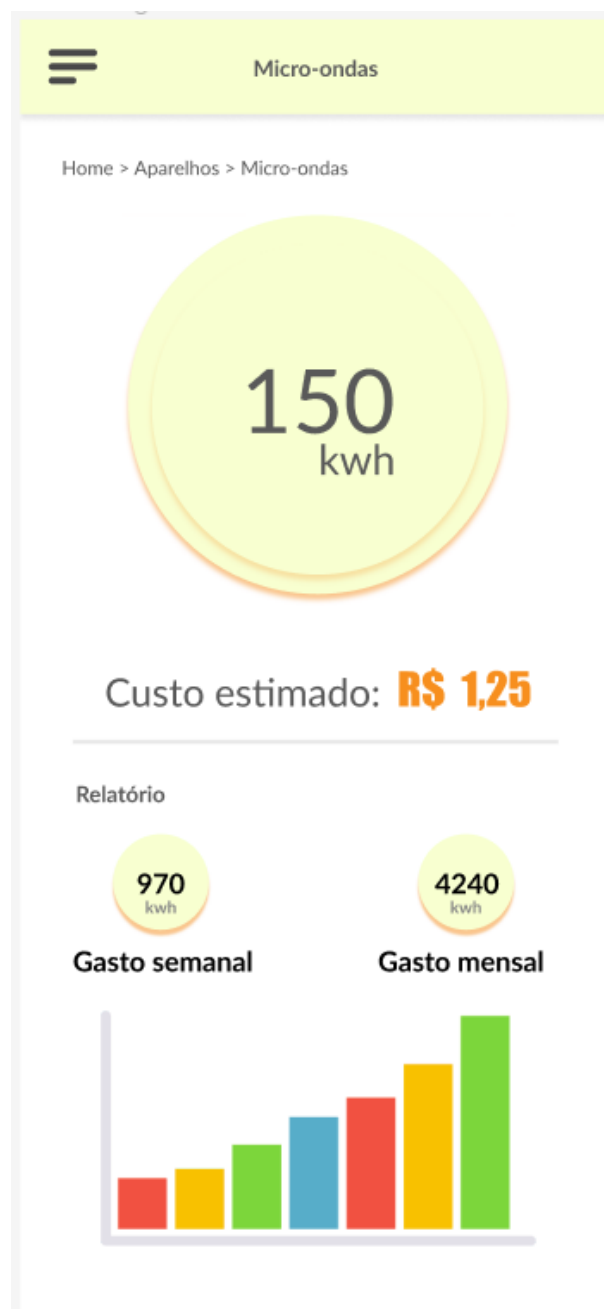 Micro-ondas
Home > Aparelhos > Micro-ondas
150
kwh
Custo estimado: R$ 1,25
Relatório
970
kwh
4240
kwh
Gasto semanal
Gasto mensal